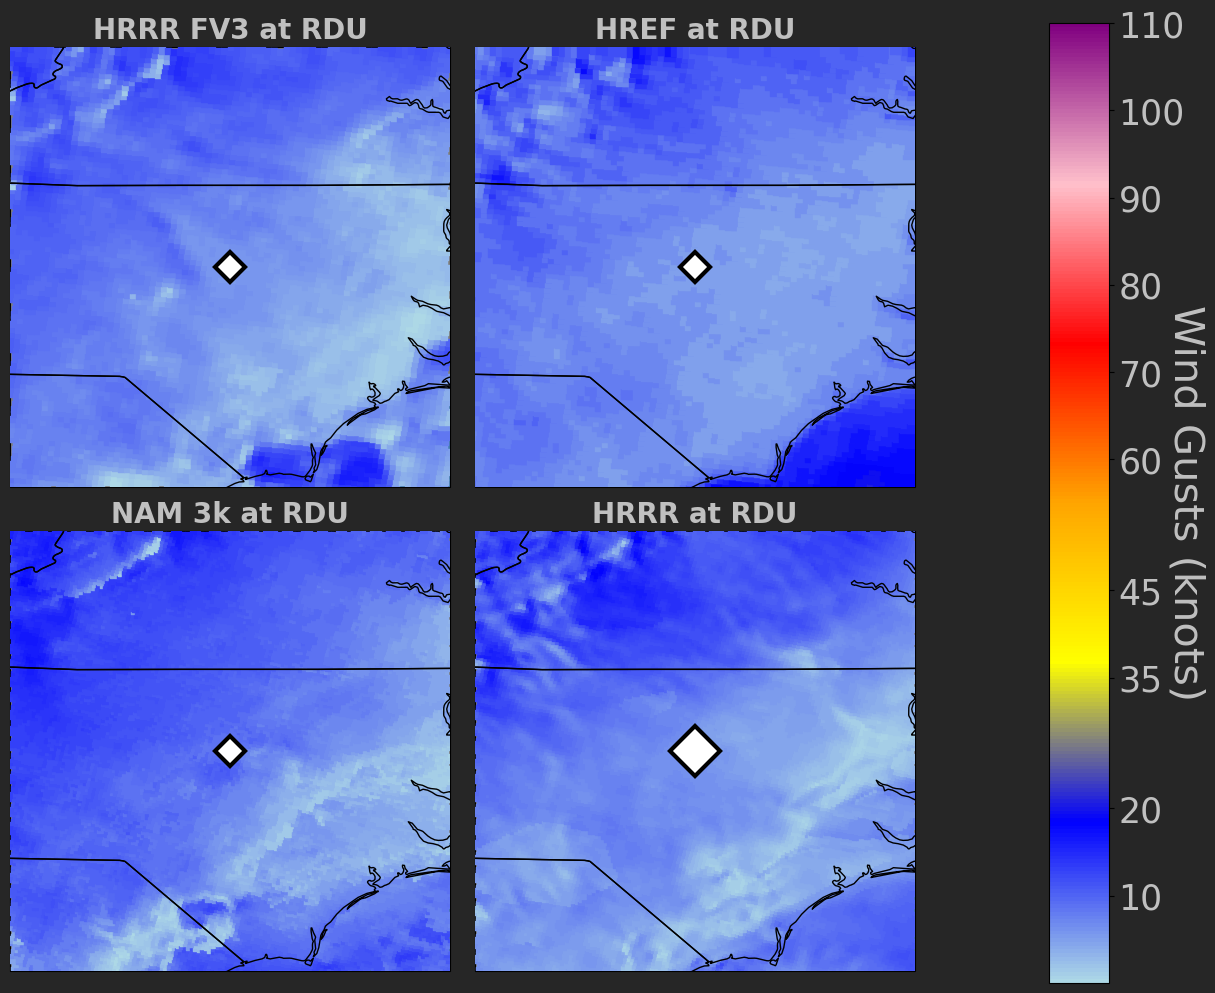 HRRR FV3 at RDU
HREF at RDU
NAM 3k at RDU
HRRR at RDU
110
100
90
80
70
60
45
35
20
10
Wind Gusts (knots)